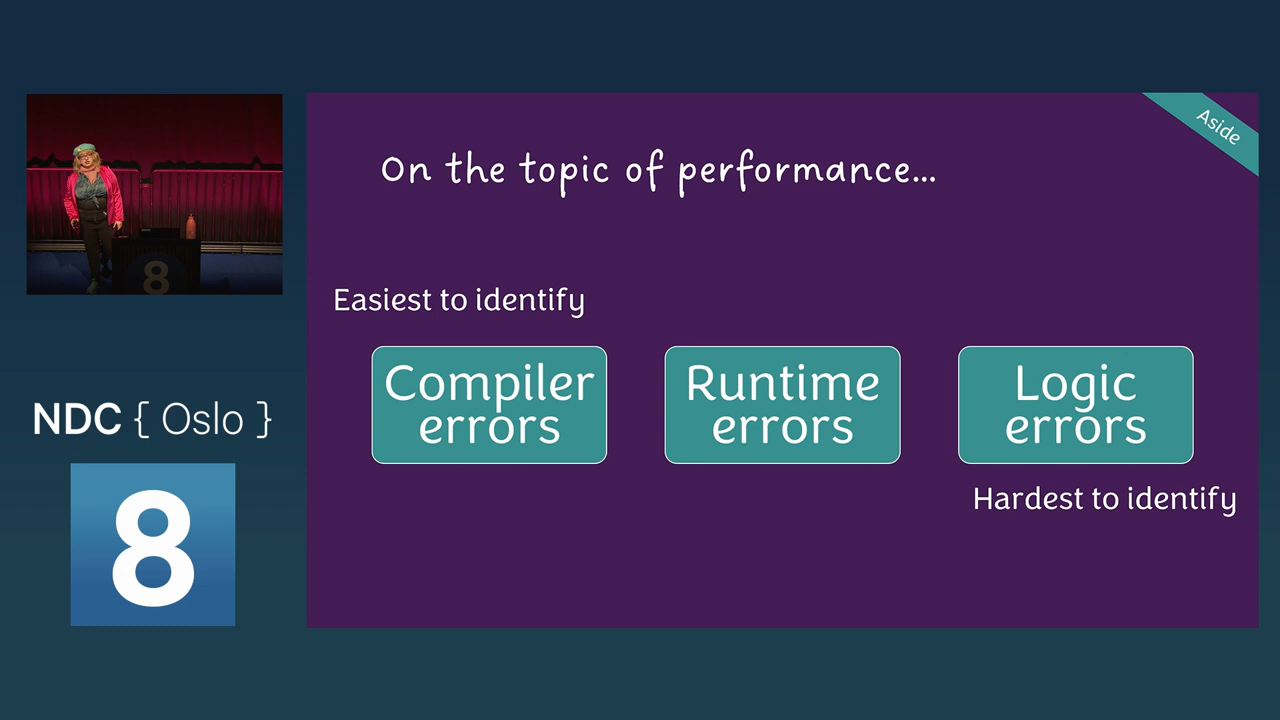 Aside
On the topic of performance...
Easiest to identify
Compiler
errors
Runtime
errors
Logic
errors
Hardest to identify
8
NDC { Oslo }
8